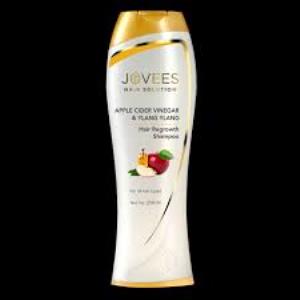 JOVEES
HAIR SOLUTION
APPLE CIDER VINEGAR
& YLANG YLANG
Hair Regrowth
Shampoo